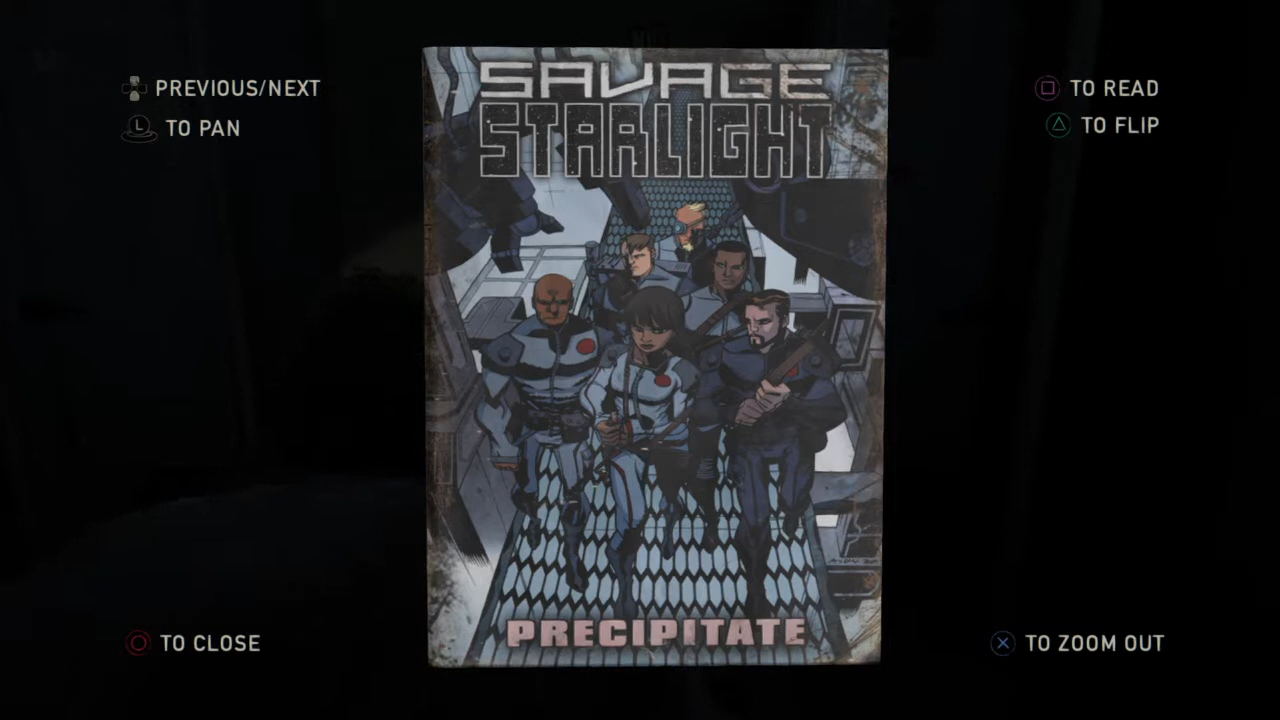 PREVIOUS/NEXT
L TO PAN
TO READ
TO FLIP
SAVAGE
STARLIGHT
PRECIPITATE
TO CLOSE
TO ZOOM OUT